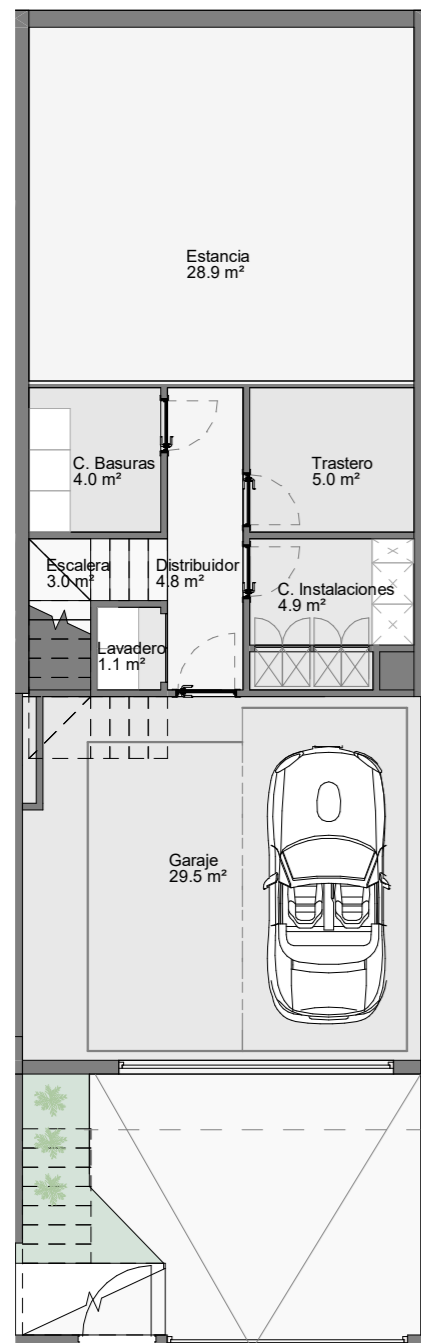 Estancia
28.9 m²
C. Basuras
4.0 m²
Trastero
5.0 m²
Escalera
3.0 m²
Distribuidor
4.8 m²
C. Instalaciones
4.9 m²
Lavadero
1.1 m²
Garaje
29.5 m²